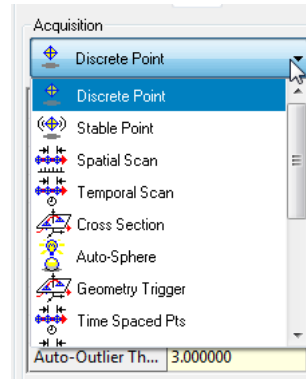 Acquisition
Discrete Point
Discrete Point
Stable Point
Spatial Scan
Temporal Scan
Cross Section
Auto-Sphere
Geometry Trigger
Time Spaced Pts
Auto-Outlier Th... 3.000000